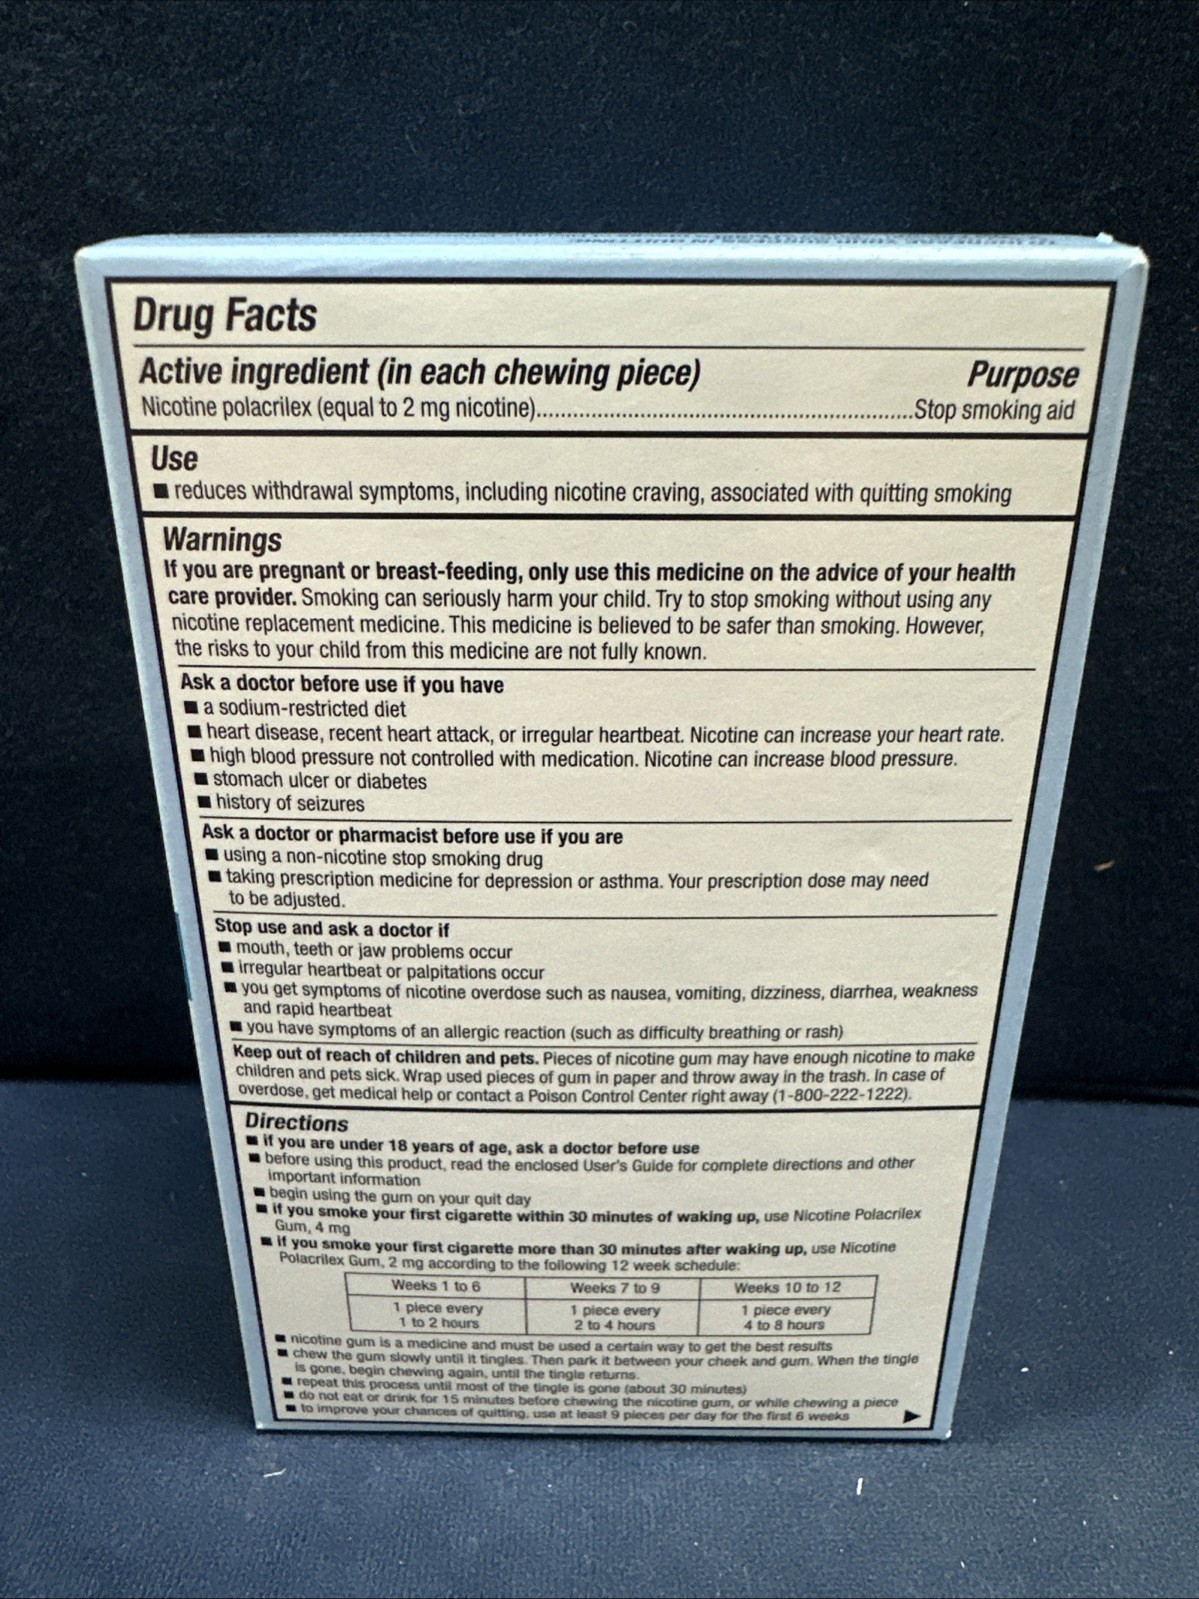 Drug Facts
Active ingredient (in each chewing piece) Purpose
Nicotine polacrilex (equal to 2 mg nicotine)..................................................................Stop smoking aid
Use
■ reduces withdrawal symptoms, including nicotine craving, associated with quitting smoking
Warnings
If you are pregnant or breast-feeding, only use this medicine on the advice of your health
care provider. Smoking can seriously harm your child. Try to stop smoking without using any
nicotine replacement medicine. This medicine is believed to be safer than smoking. However,
the risks to your child from this medicine are not fully known.
Ask a doctor before use if you have
■ a sodium-restricted diet
■ heart disease, recent heart attack, or irregular heartbeat. Nicotine can increase your heart rate.
■ high blood pressure not controlled with medication. Nicotine can increase blood pressure.
■ stomach ulcer or diabetes
■ history of seizures
Ask a doctor or pharmacist before use if you are
■ using a non-nicotine stop smoking drug
■ taking prescription medicine for depression or asthma. Your prescription dose may need
to be adjusted.
Stop use and ask a doctor if
■ mouth, teeth or jaw problems occur
■ irregular heartbeat or palpitations occur
■ you get symptoms of nicotine overdose such as nausea, vomiting, dizziness, diarrhea, weakness
and rapid heartbeat
■ you have symptoms of an allergic reaction (such as difficulty breathing or rash)
Keep out of reach of children and pets. Pieces of nicotine gum may have enough nicotine to make
children and pets sick. Wrap used pieces of gum in paper and throw away in the trash. In case of
overdose, get medical help or contact a Poison Control Center right away (1-800-222-1222).
Directions
■ if you are under 18 years of age, ask a doctor before use
■ before using this product, read the enclosed User's Guide for complete directions and other
important information
■ begin using the gum on your quit day
■ if you smoke your first cigarette within 30 minutes of waking up, use Nicotine Polacrilex
Gum, 4 mg
■ if you smoke your first cigarette more than 30 minutes after waking up, use Nicotine
Polacrilex Gum, 2 mg according to the following 12 week schedule:
Weeks 1 to 6 Weeks 7 to 9 Weeks 10 to 12
1 piece every 1 piece every 1 piece every
1 to 2 hours 2 to 4 hours 4 to 8 hours
■ nicotine gum is a medicine and must be used a certain way to get the best results
■ chew the gum slowly until it tingles. Then park it between your cheek and gum. When the tingle
is gone, begin chewing again, until the tingle returns.
■ repeat this process until most of the tingle is gone (about 30 minutes)
■ do not eat or drink for 15 minutes before chewing the nicotine gum, or while chewing a piece
■ to improve your chances of quitting, use at least 9 pieces per day for the first 6 weeks